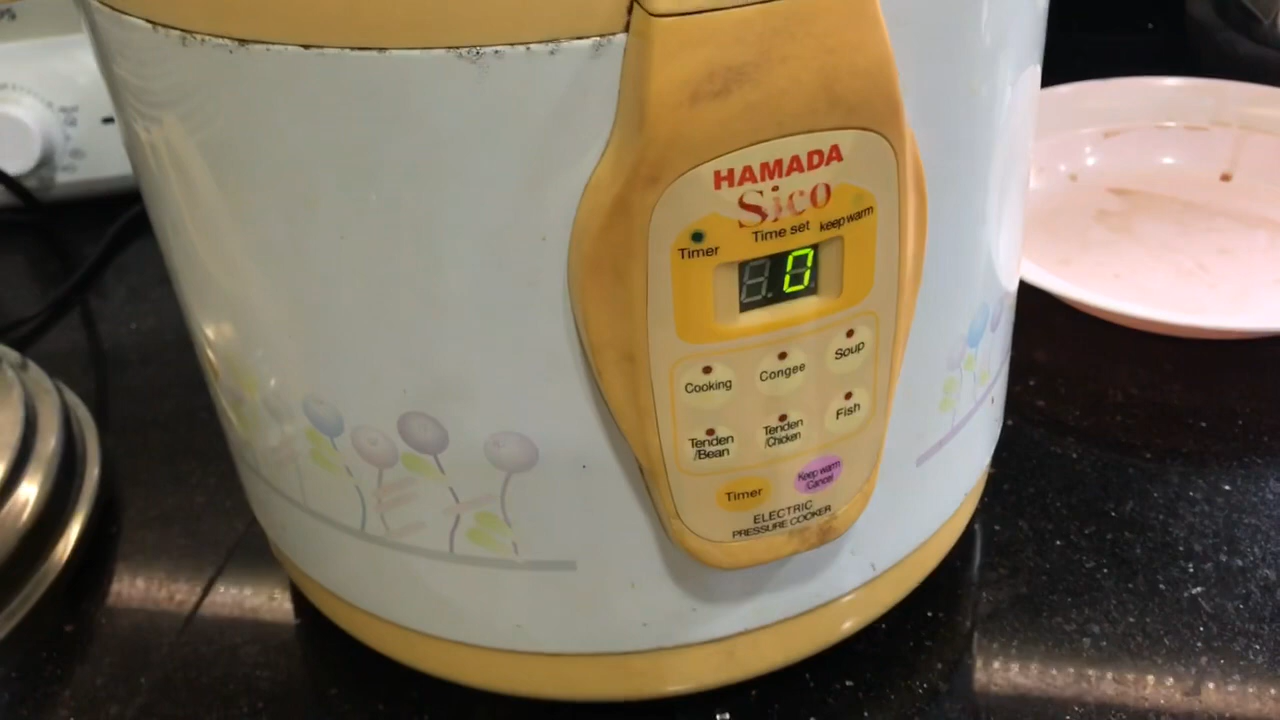 HAMADA
Sico
Timer
Time set
keep warm
0
Cooking
Congee
Soup
Tenden
/Bean
Tenden
/Chicken
Fish
Timer
Keep warm
Cancel
ELECTRIC
PRESSURE COOKER